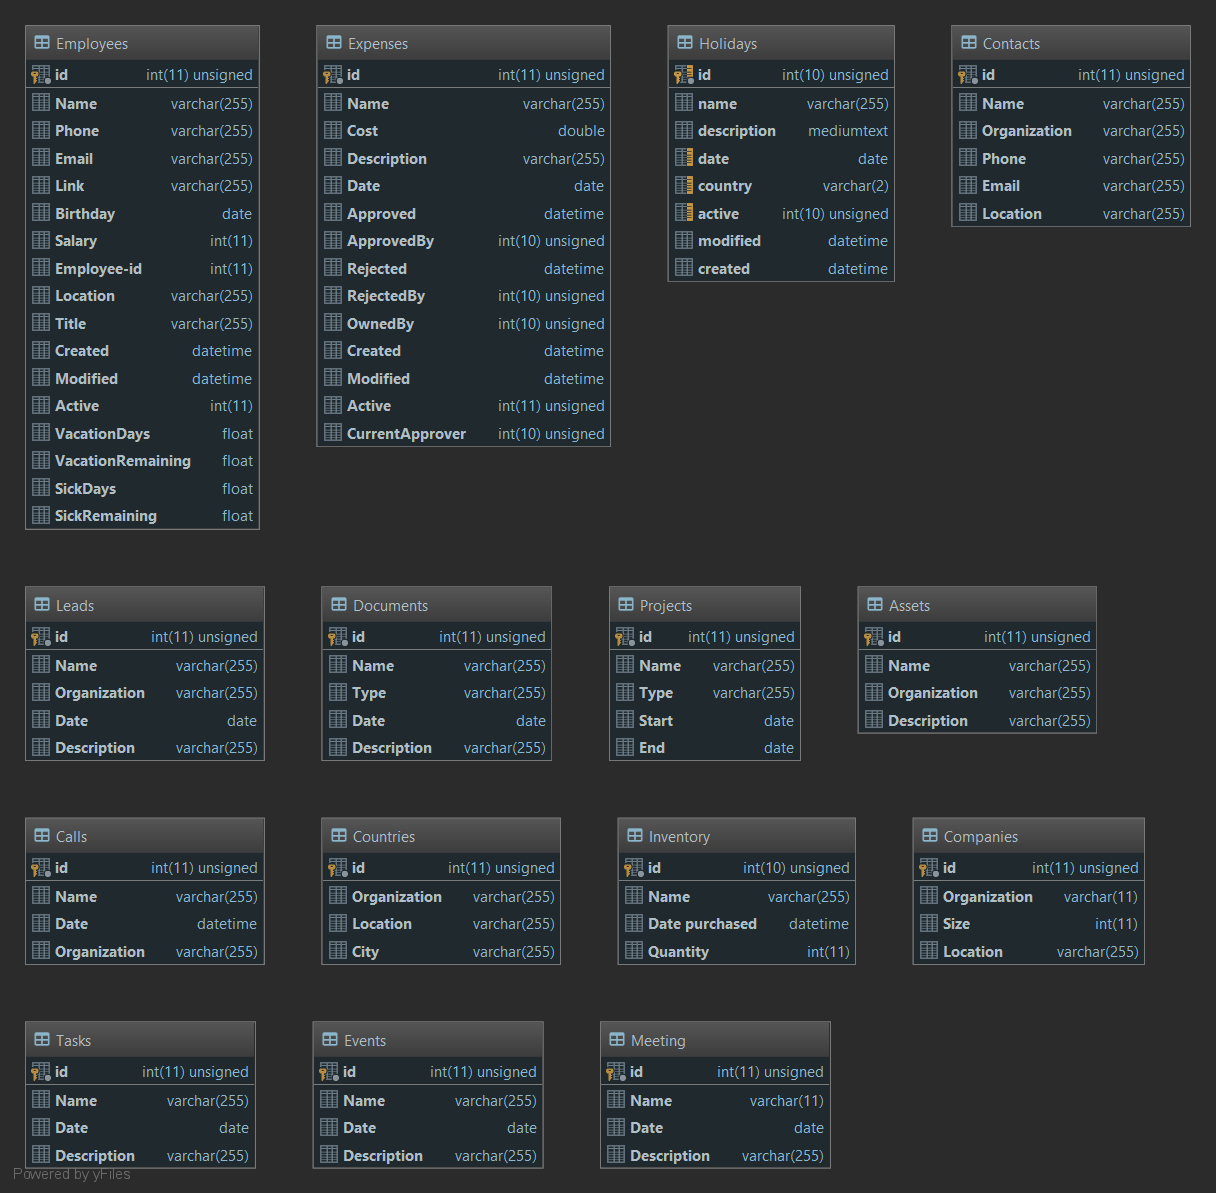 Employees
id int(11) unsigned
Name varchar(255)
Phone varchar(255)
Email varchar(255)
Link varchar(255)
Birthday date
Salary int(11)
Employee-id int(11)
Location varchar(255)
Title varchar(255)
Created datetime
Modified datetime
Active int(11)
VacationDays float
VacationRemaining float
SickDays float
SickRemaining float
Expenses
id int(11) unsigned
Name varchar(255)
Cost double
Description varchar(255)
Date date
Approved datetime
ApprovedBy int(10) unsigned
Rejected datetime
RejectedBy int(10) unsigned
OwnedBy int(10) unsigned
Created datetime
Modified datetime
Active int(11) unsigned
CurrentApprover int(10) unsigned
Holidays
id int(10) unsigned
name varchar(255)
description mediumtext
date date
country varchar(2)
active int(10) unsigned
modified datetime
created datetime
Contacts
id int(11) unsigned
Name varchar(255)
Organization varchar(255)
Phone varchar(255)
Email varchar(255)
Location varchar(255)
Leads
id int(11) unsigned
Name varchar(255)
Organization varchar(255)
Date date
Description varchar(255)
Documents
id int(11) unsigned
Name varchar(255)
Type varchar(255)
Date date
Description varchar(255)
Projects
id int(11) unsigned
Name varchar(255)
Type varchar(255)
Start date
End date
Assets
id int(11) unsigned
Name varchar(255)
Organization varchar(255)
Description varchar(255)
Calls
id int(11) unsigned
Name varchar(255)
Date datetime
Organization varchar(255)
Countries
id int(11) unsigned
Organization varchar(255)
Location varchar(255)
City varchar(255)
Inventory
id int(10) unsigned
Name varchar(255)
Date purchased datetime
Quantity int(11)
Companies
id int(11) unsigned
Organization varchar(11)
Size int(11)
Location varchar(255)
Tasks
id int(11) unsigned
Name varchar(255)
Date date
Description varchar(255)
Events
id int(11) unsigned
Name varchar(255)
Date date
Description varchar(255)
Meeting
id int(11) unsigned
Name varchar(11)
Date date
Description varchar(255)
Powered by yFiles